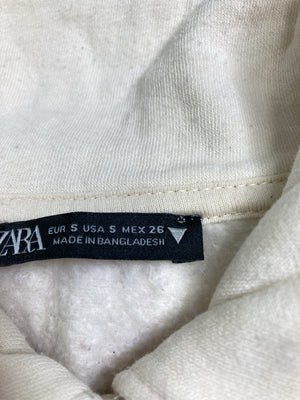 ZARA
EUR S USA S MEX 26
MADE IN BANGLADESH